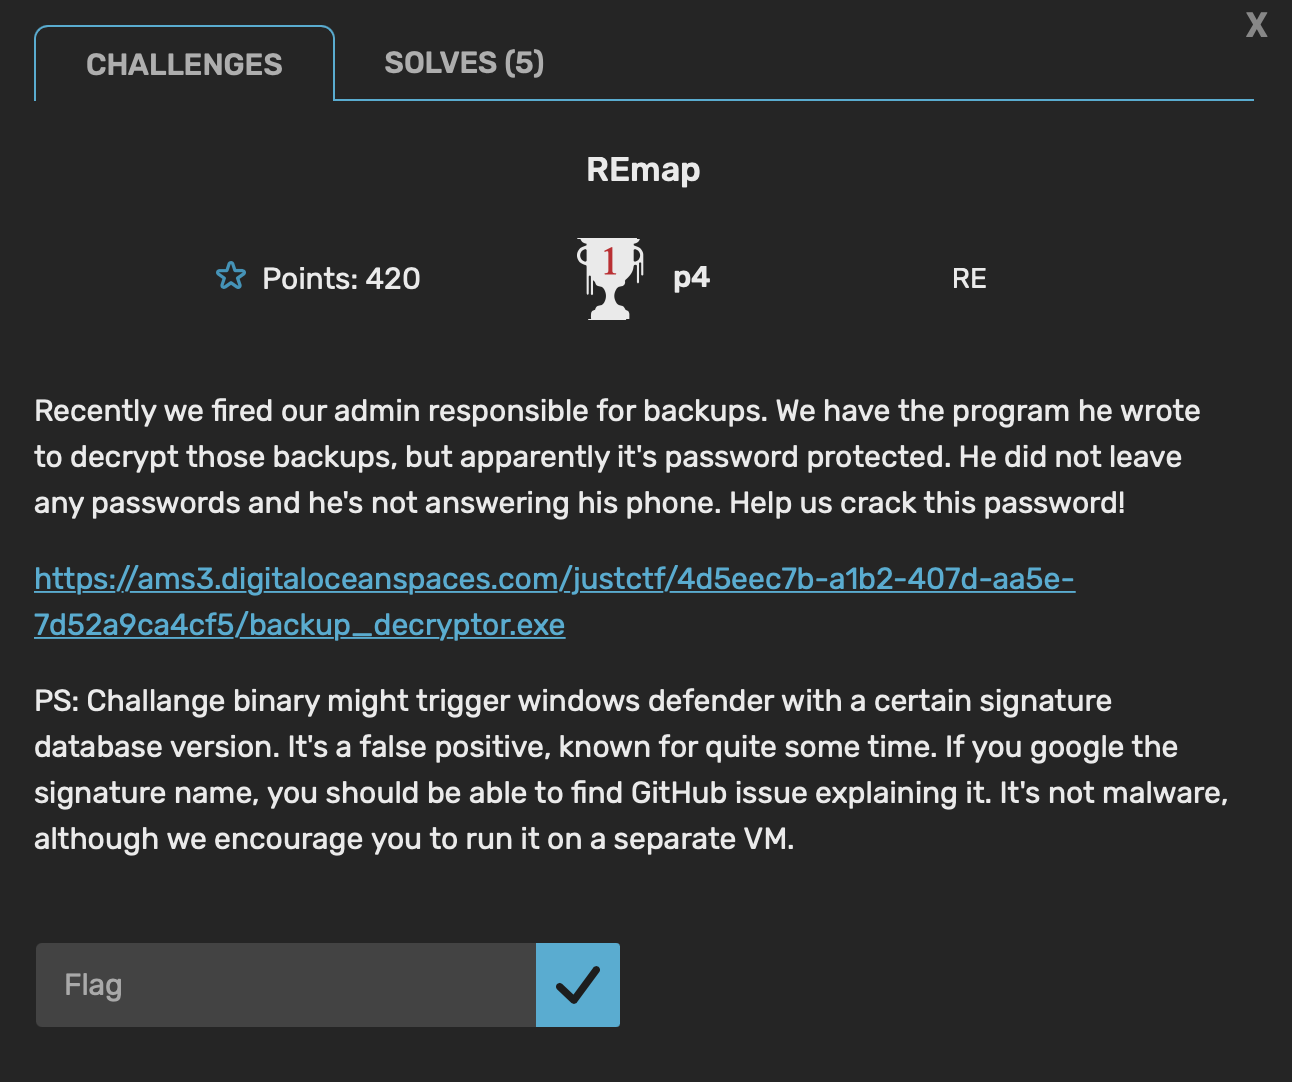 X
CHALLENGES
SOLVES (5)
REmap
Points: 420
1
p4
RE
Recently we fired our admin responsible for backups. We have the program he wrote
to decrypt those backups, but apparently it's password protected. He did not leave
any passwords and he's not answering his phone. Help us crack this password!
https://ams3.digitaloceanspaces.com/justctf/4d5eec7b-a1b2-407d-aa5e-
7d52a9ca4cf5/backup_decryptor.exe
PS: Challange binary might trigger windows defender with a certain signature
database version. It's a false positive, known for quite some time. If you google the
signature name, you should be able to find GitHub issue explaining it. It's not malware,
although we encourage you to run it on a separate VM.
Flag